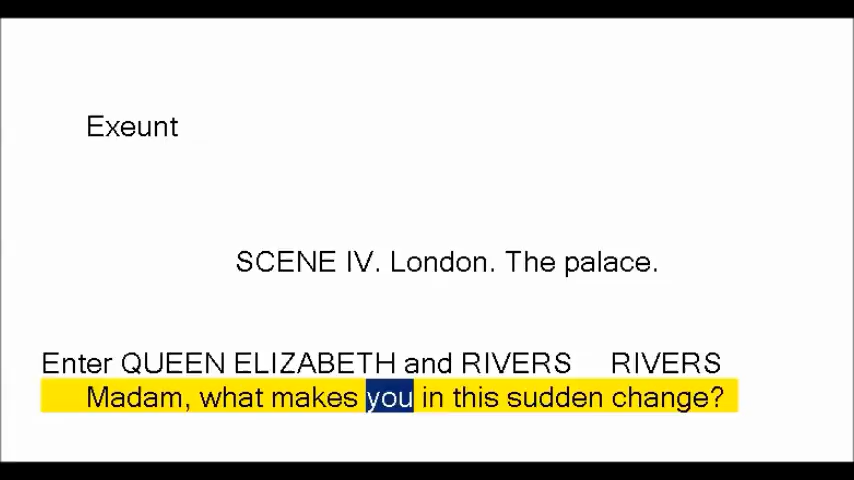 Exeunt
SCENE IV. London. The palace.
Enter QUEEN ELIZABETH and RIVERS RIVERS
Madam, what makes you in this sudden change?